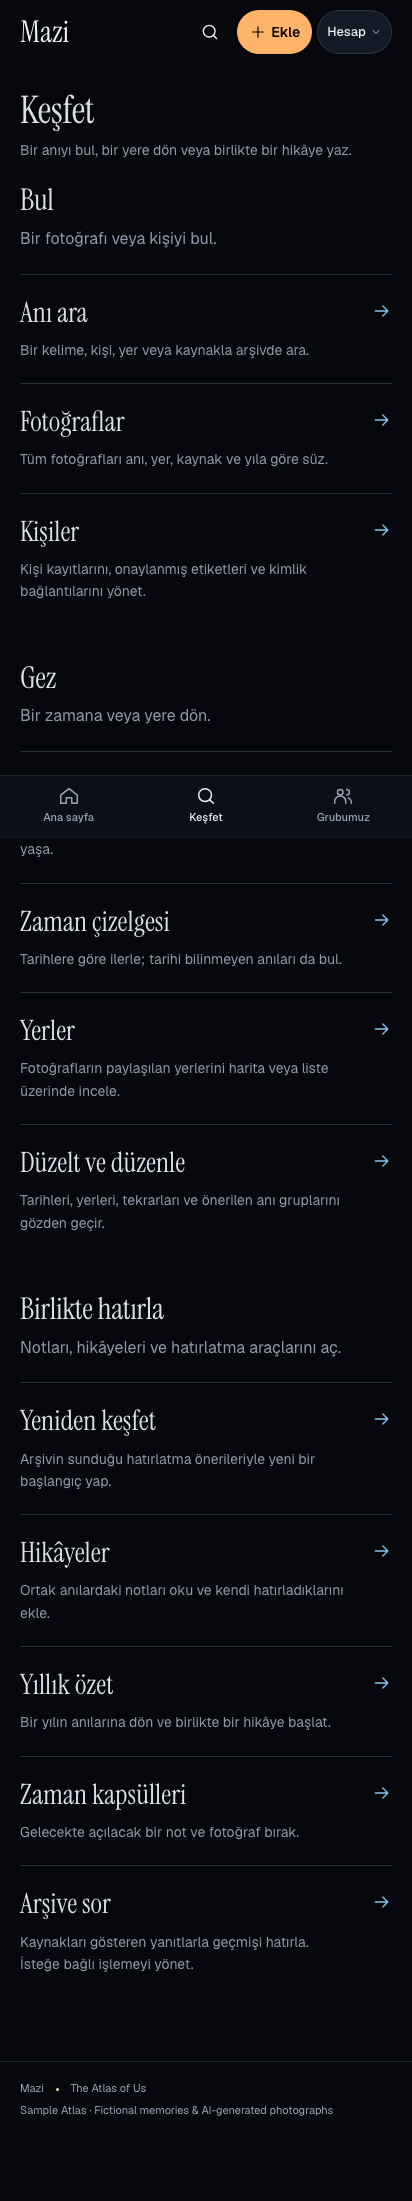 Mazi
Ekle
Hesap
Keşfet
Bir anıyı bul, bir yere dön veya birlikte bir hikâye yaz.
Bul
Bir fotoğrafı veya kişiyi bul.
Anı ara
Bir kelime, kişi, yer veya kaynakla arşivde ara.
Fotoğraflar
Tüm fotoğrafları anı, yer, kaynak ve yıla göre süz.
Kişiler
Kişi kayıtlarını, onaylanmış etiketleri ve kimlik
bağlantılarını yönet.
Gez
Bir zamana veya yere dön.
Ana sayfa
Keşfet
Grubumuz
yaşa.
Zaman çizelgesi
Tarihlere göre ilerle; tarihi bilinmeyen anıları da bul.
Yerler
Fotoğrafların paylaşılan yerlerini harita veya liste
üzerinde incele.
Düzelt ve düzenle
Tarihleri, yerleri, tekrarları ve önerilen anı gruplarını
gözden geçir.
Birlikte hatırla
Notları, hikâyeleri ve hatırlatma araçlarını aç.
Yeniden keşfet
Arşivin sunduğu hatırlatma önerileriyle yeni bir
başlangıç yap.
Hikâyeler
Ortak anılardaki notları oku ve kendi hatırladıklarını
ekle.
Yıllık özet
Bir yılın anılarına dön ve birlikte bir hikâye başlat.
Zaman kapsülleri
Gelecekte açılacak bir not ve fotoğraf bırak.
Arşive sor
Kaynakları gösteren yanıtlarla geçmişi hatırla.
İsteğe bağlı işlemeyi yönet.
Mazi • The Atlas of Us
Sample Atlas · Fictional memories & AI-generated photographs